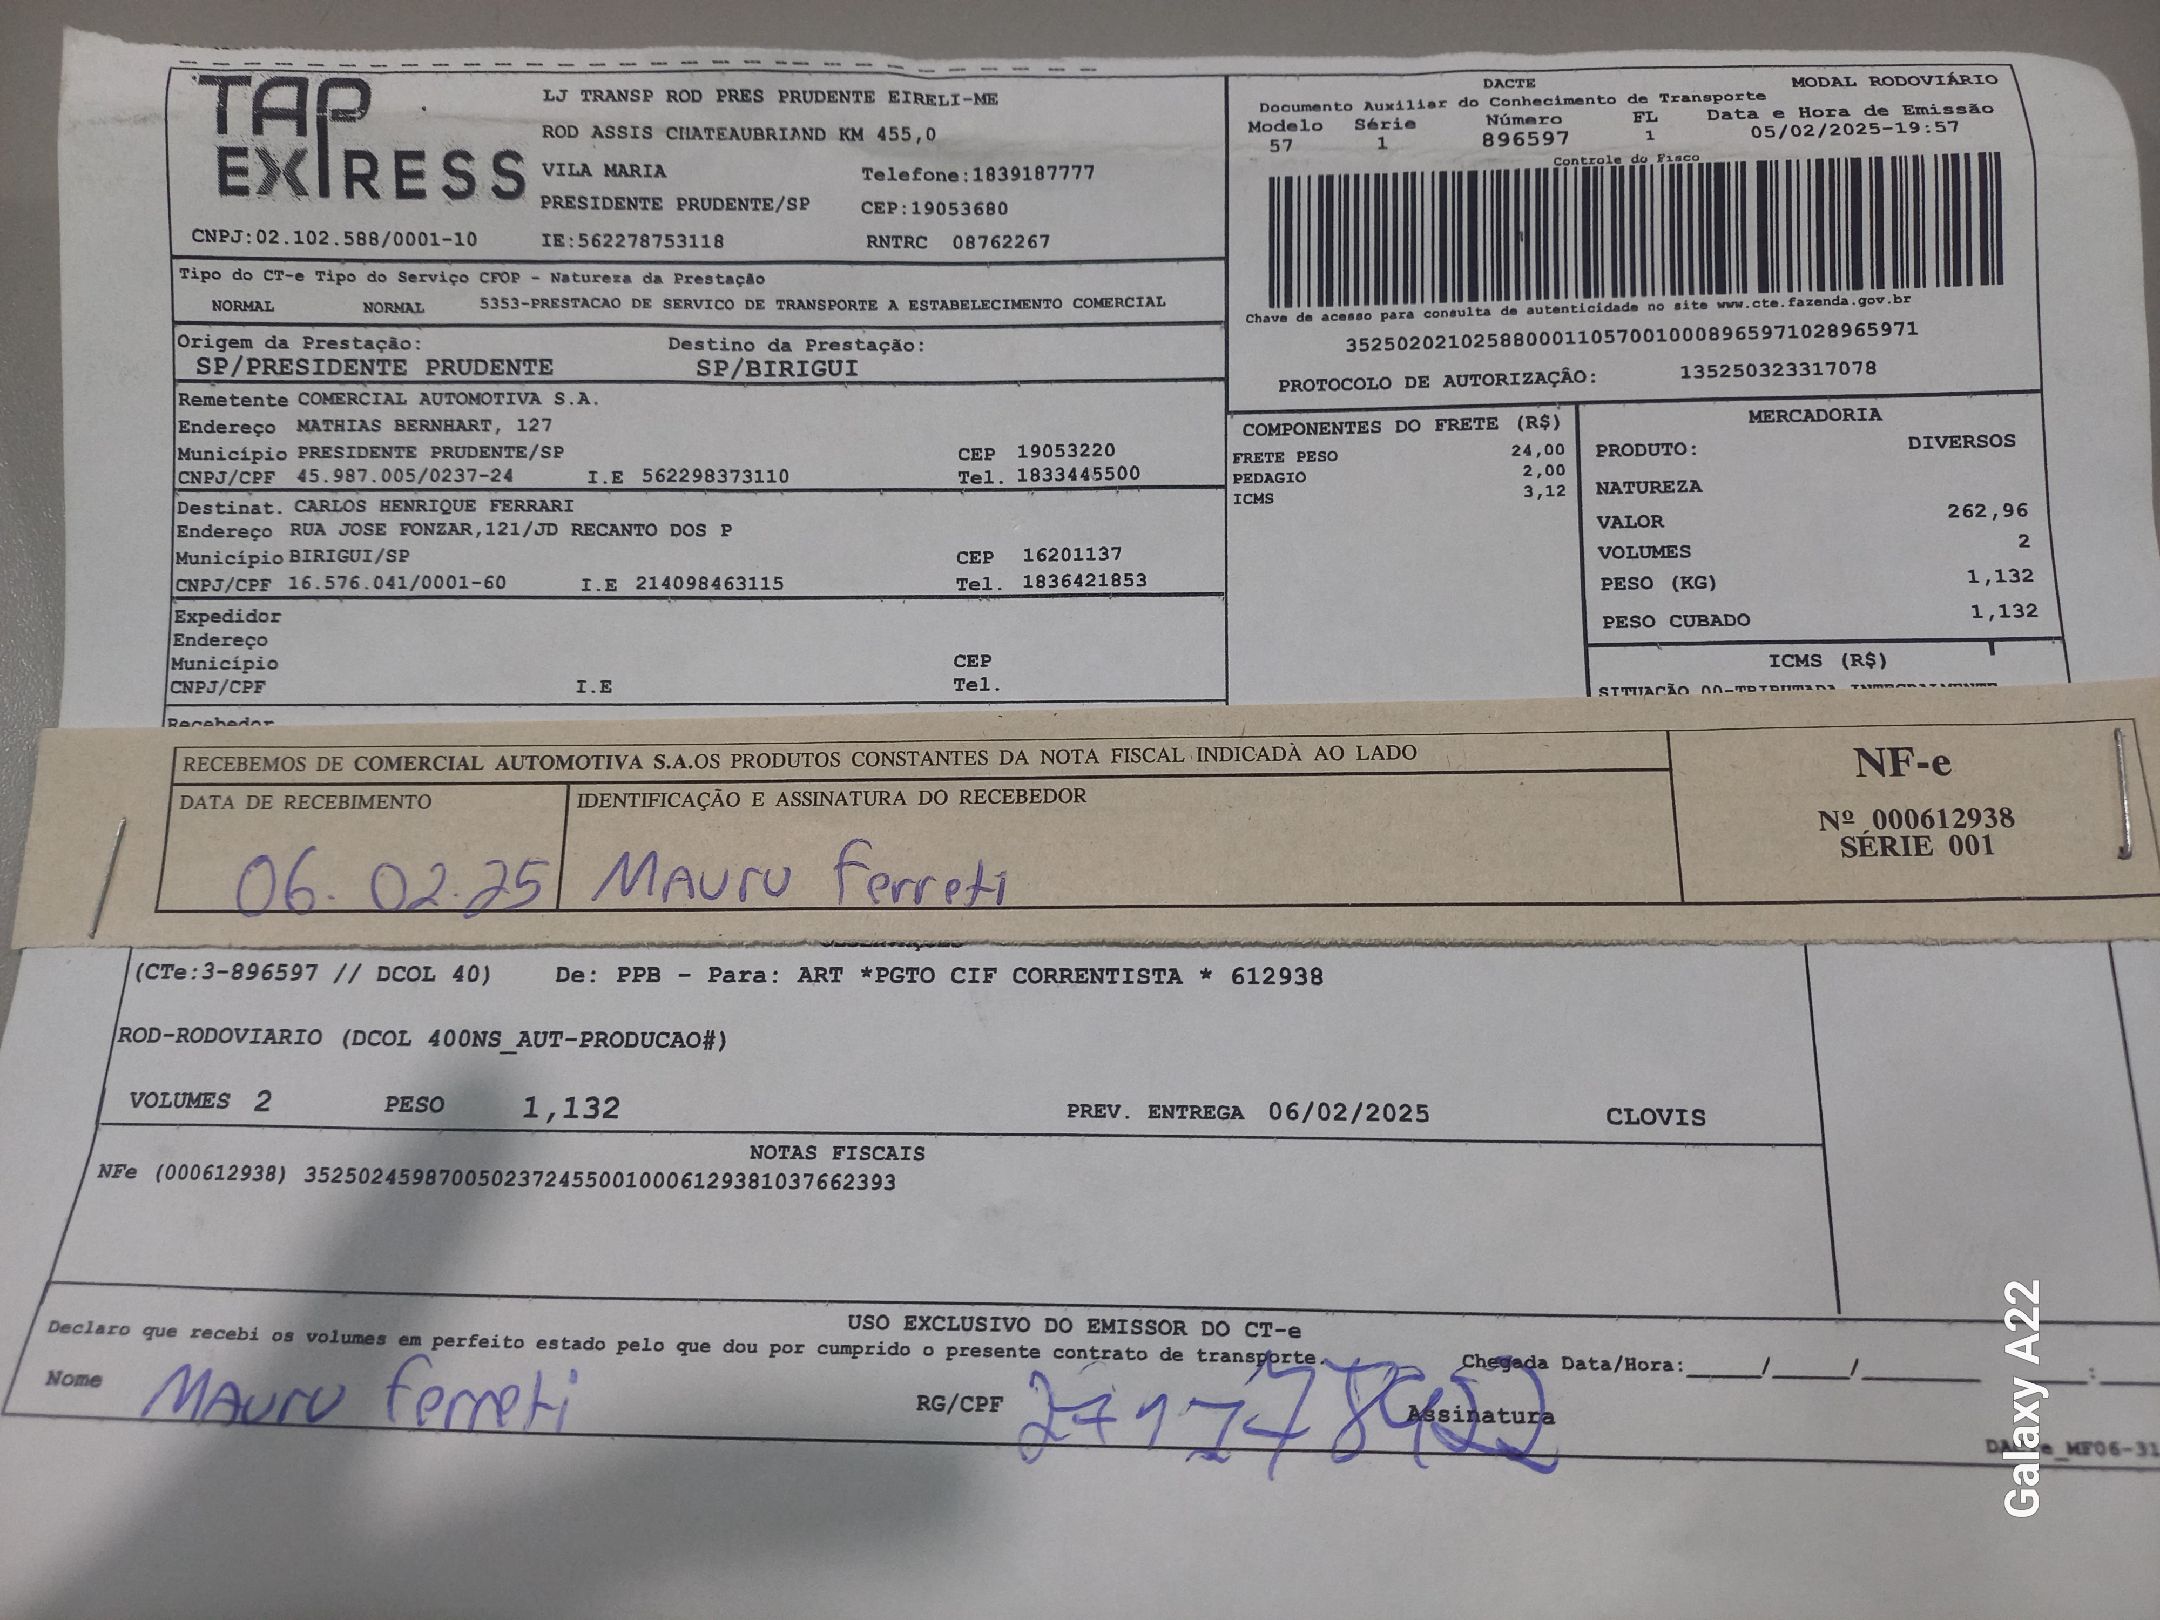 TAP EXPRESS
LJ TRANSP ROD PRES PRUDENTE EIRELI-ME
ROD ASSIS CHATEAUBRIAND KM 455,0
VILA MARIA Telefone:1839187777
PRESIDENTE PRUDENTE/SP CEP:19053680
CNPJ:02.102.588/0001-10 IE:562278753118 RNTRC 08762267
DACTE MODAL RODOVIÁRIO
Documento Auxiliar do Conhecimento de Transporte
Modelo Série Número FL Data e Hora de Emissão
57 1 896597 1 05/02/2025-19:57
Controle do Fisco
Chave de acesso para consulta de autenticidade no site www.cte.fazenda.gov.br
35250202102588000110570010008965971028965971
PROTOCOLO DE AUTORIZAÇÃO: 135250323317078
Tipo do CT-e Tipo do Serviço CFOP - Natureza da Prestação
NORMAL NORMAL 5353-PRESTACAO DE SERVICO DE TRANSPORTE A ESTABELECIMENTO COMERCIAL
Origem da Prestação: Destino da Prestação:
SP/PRESIDENTE PRUDENTE SP/BIRIGUI
Remetente COMERCIAL AUTOMOTIVA S.A.
Endereço MATHIAS BERNHART, 127
Município PRESIDENTE PRUDENTE/SP CEP 19053220
CNPJ/CPF 45.987.005/0237-24 I.E 562298373110 Tel. 1833445500
Destinat. CARLOS HENRIQUE FERRARI
Endereço RUA JOSE FONZAR,121/JD RECANTO DOS P
Município BIRIGUI/SP CEP 16201137
CNPJ/CPF 16.576.041/0001-60 I.E 214098463115 Tel. 1836421853
Expedidor
Endereço
Município CEP
CNPJ/CPF I.E Tel.
Recebedor
COMPONENTES DO FRETE (R$)
FRETE PESO 24,00
PEDAGIO 2,00
ICMS 3,12
MERCADORIA
PRODUTO: DIVERSOS
NATUREZA
VALOR 262,96
VOLUMES 2
PESO (KG) 1,132
PESO CUBADO 1,132
ICMS (R$)
SITUAÇÃO 00-TRIBUTADA INTEGRALMENTE
RECEBEMOS DE COMERCIAL AUTOMOTIVA S.A.OS PRODUTOS CONSTANTES DA NOTA FISCAL INDICADA AO LADO
DATA DE RECEBIMENTO IDENTIFICAÇÃO E ASSINATURA DO RECEBEDOR
06.02.25 Mauru Ferreti
NF-e
Nº 000612938
SÉRIE 001
(CTe:3-896597 // DCOL 40) De: PPB - Para: ART *PGTO CIF CORRENTISTA * 612938
ROD-RODOVIARIO (DCOL 400NS_AUT-PRODUCAO#)
VOLUMES 2 PESO 1,132 PREV. ENTREGA 06/02/2025 CLOVIS
NOTAS FISCAIS
NFe (000612938) 35250245987005023724550010006129381037662393
USO EXCLUSIVO DO EMISSOR DO CT-e
Declaro que recebi os volumes em perfeito estado pelo que dou por cumprido o presente contrato de transporte.
Chegada Data/Hora:____/____/______ __:__
Nome Mauru Ferreti RG/CPF Assinatura
Galaxy A22